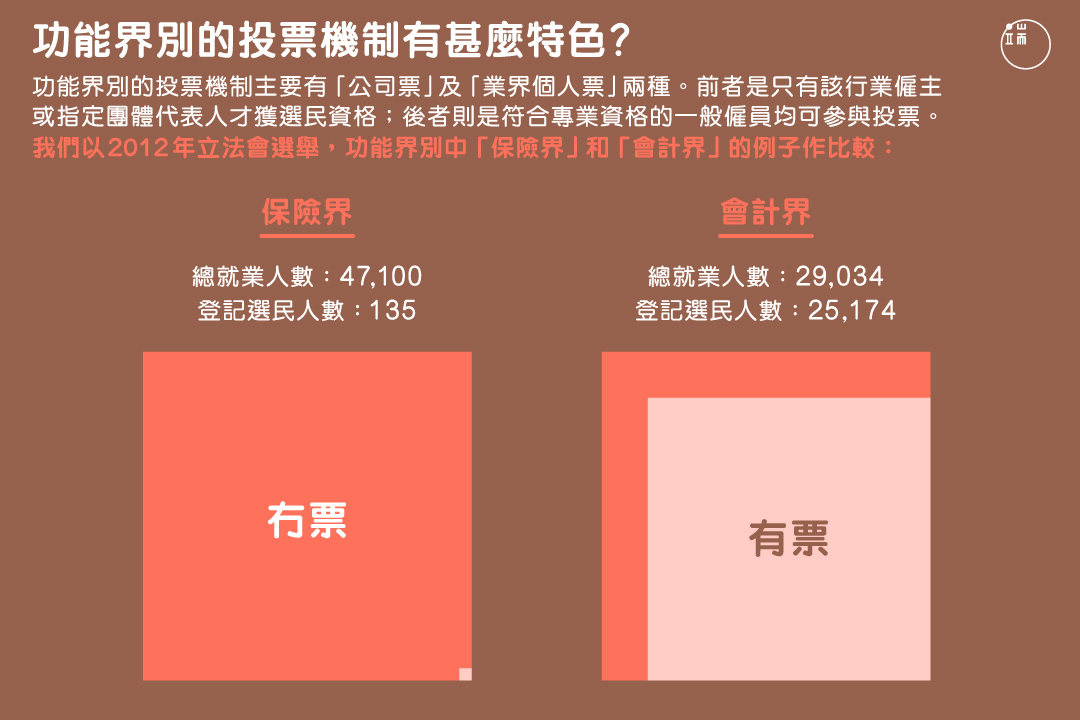 功能界別的投票機制有甚麼特色？
端
功能界別的投票機制主要有「公司票」及「業界個人票」兩種。前者是只有該行業僱主
或指定團體代表人才獲選民資格；後者則是符合專業資格的一般僱員均可參與投票。
我們以2012年立法會選舉，功能界別中「保險界」和「會計界」的例子作比較：
保險界
總就業人數：47,100
登記選民人數：135
冇票
會計界
總就業人數：29,034
登記選民人數：25,174
有票